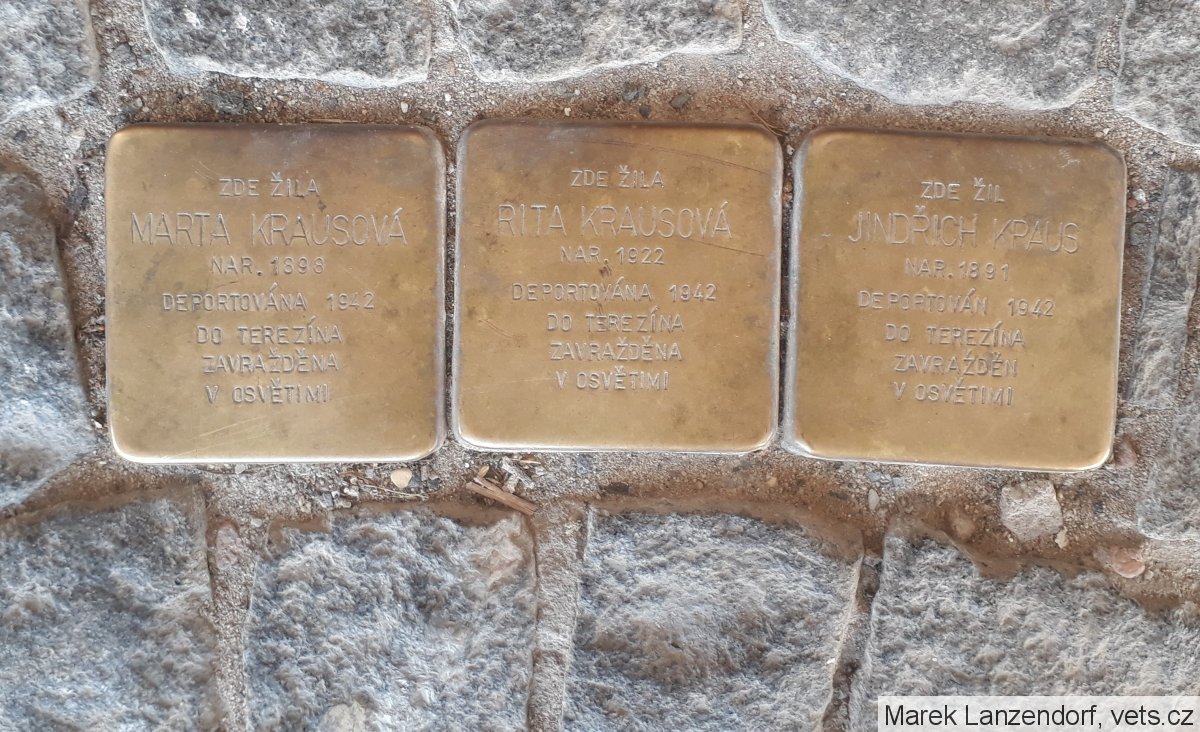 ZDE ŽILA
MARTA KRAUSOVÁ
NAR. 1898
DEPORTOVÁNA 1942
DO TEREZÍNA
ZAVRAŽDĚNA
V OSVĚTIMI
ZDE ŽILA
RITA KRAUSOVÁ
NAR. 1922
DEPORTOVÁNA 1942
DO TEREZÍNA
ZAVRAŽDĚNA
V OSVĚTIMI
ZDE ŽIL
JINDŘICH KRAUS
NAR. 1891
DEPORTOVÁN 1942
DO TEREZÍNA
ZAVRAŽDĚN
V OSVĚTIMI
Marek Lanzendorf, vets.cz